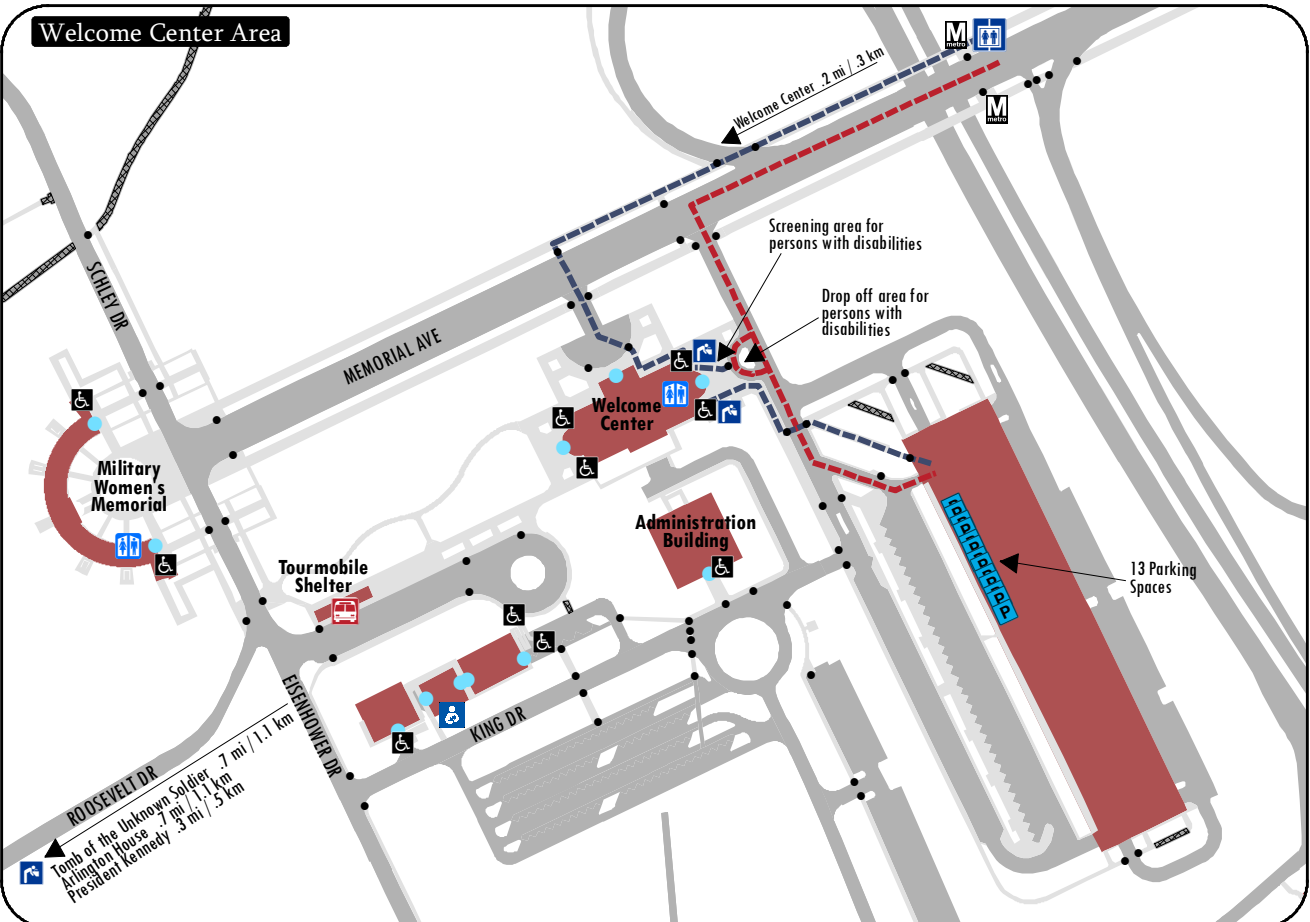 Welcome Center Area
M
metro
Welcome Center .2 mi / .3 km
M
metro
Screening area for
persons with disabilities
SCHLEY DR
Drop off area for
persons with
disabilities
MEMORIAL AVE
Welcome
Center
Military
Women's
Memorial
Administration
Building
Tourmobile
Shelter
P
P
P
P
P
P
P
P
P
13 Parking
Spaces
EISENHOWER DR
KING DR
ROOSEVELT DR
Tomb of the Unknown Soldier .7 mi / 1.1 km
Arlington House .7 mi / 1.1 km
President Kennedy .3 mi / .5 km